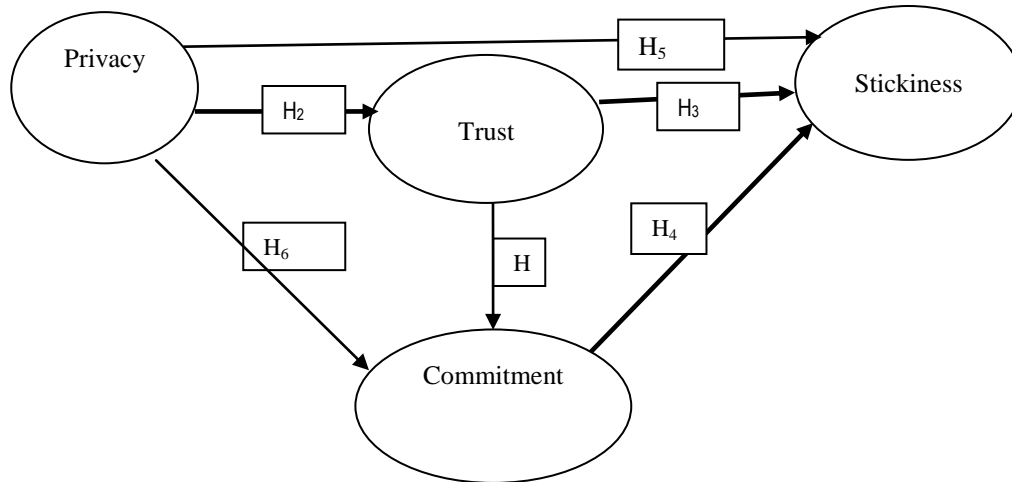 Privacy
H₅
Stickiness
H₂
H₃
Trust
H₆
H₄
H
Commitment